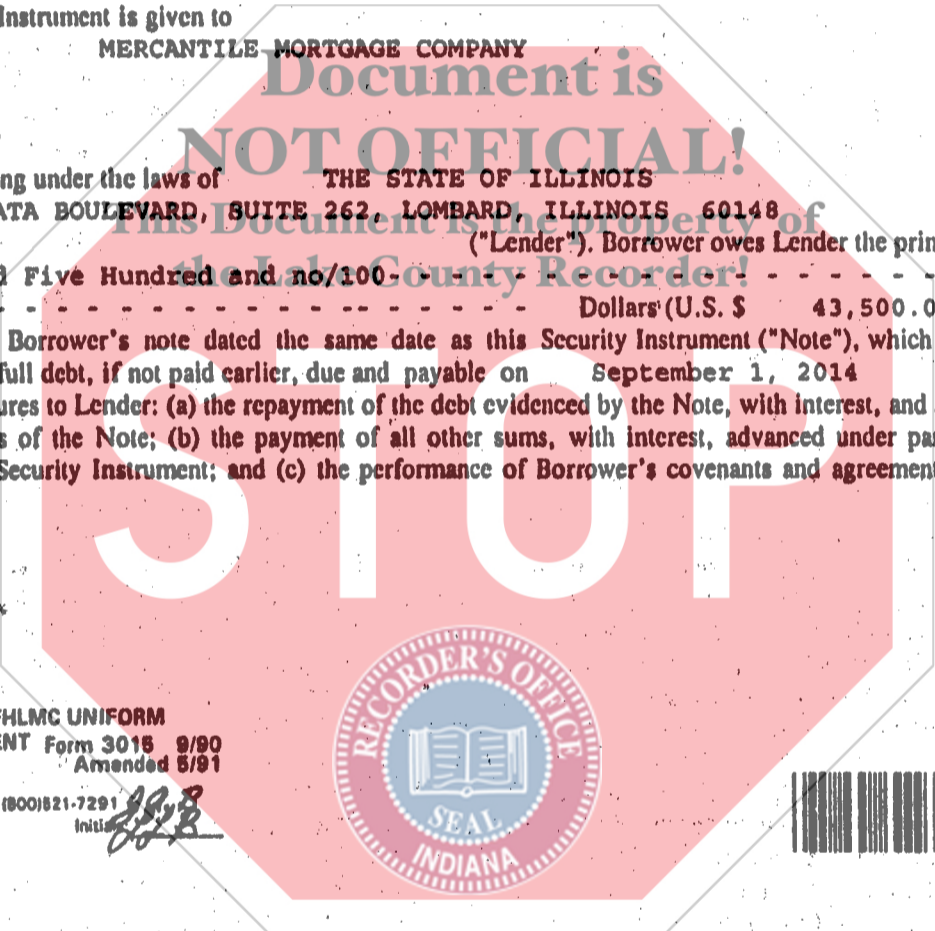 Instrument is given to
MERCANTILE MORTGAGE COMPANY
Document is
NOT OFFICIAL!
ng under the laws of THE STATE OF ILLINOIS
ATA BOULEVARD, SUITE 262, LOMBARD, ILLINOIS 60148
This Document is the property of
("Lender"). Borrower owes Lender the prin
the Lake County Recorder!
Five Hundred and no/100- - - - - - - - - - - - - - - - - - - -
- - - - - - - - - - - - - - - - - Dollars (U.S. $ 43,500.0
Borrower's note dated the same date as this Security Instrument ("Note"), which
full debt, if not paid earlier, due and payable on September 1, 2014
ures to Lender: (a) the repayment of the debt evidenced by the Note, with interest, and
s of the Note; (b) the payment of all other sums, with interest, advanced under pa
Security Instrument; and (c) the performance of Borrower's covenants and agreement
STOP
RECORDER'S OFFICE
SEAL
INDIANA
FHLMC UNIFORM
ENT Form 3015 9/90
Amended 5/91
(800)521-7291
Initia